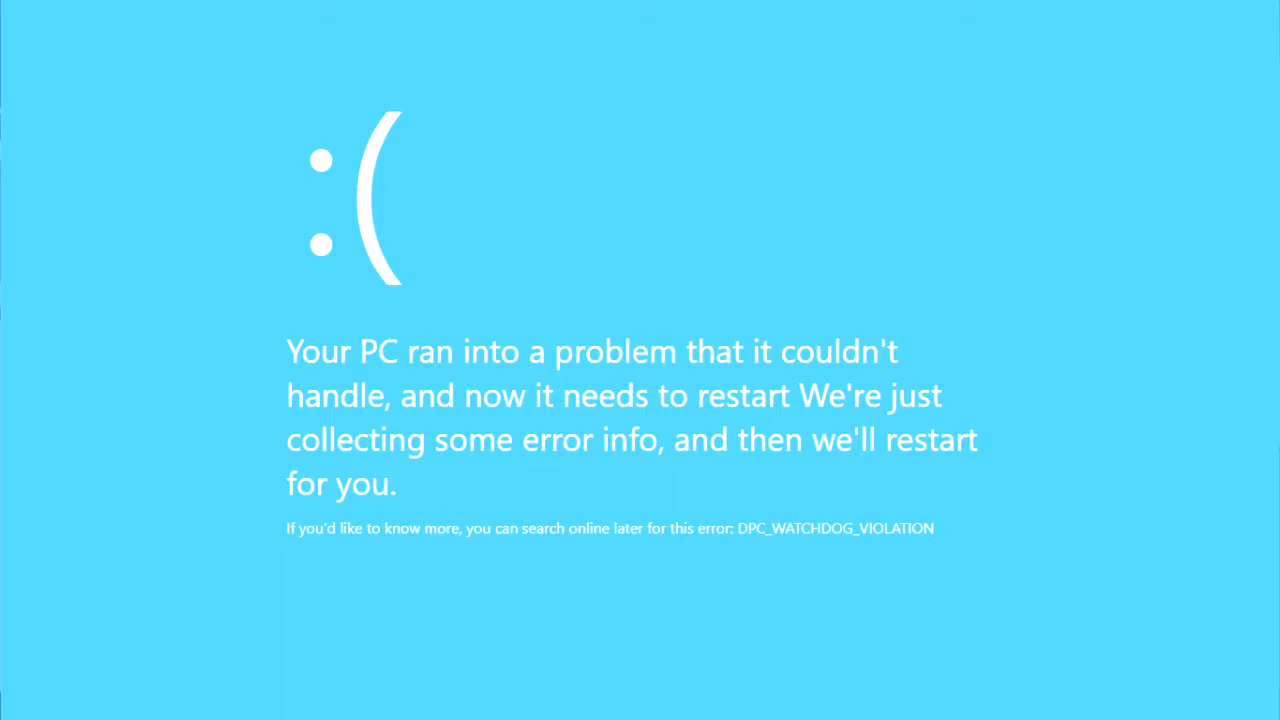 :(
Your PC ran into a problem that it couldn't
handle, and now it needs to restart We're just
collecting some error info, and then we'll restart
for you.
If you'd like to know more, you can search online later for this error: DPC_WATCHDOG_VIOLATION